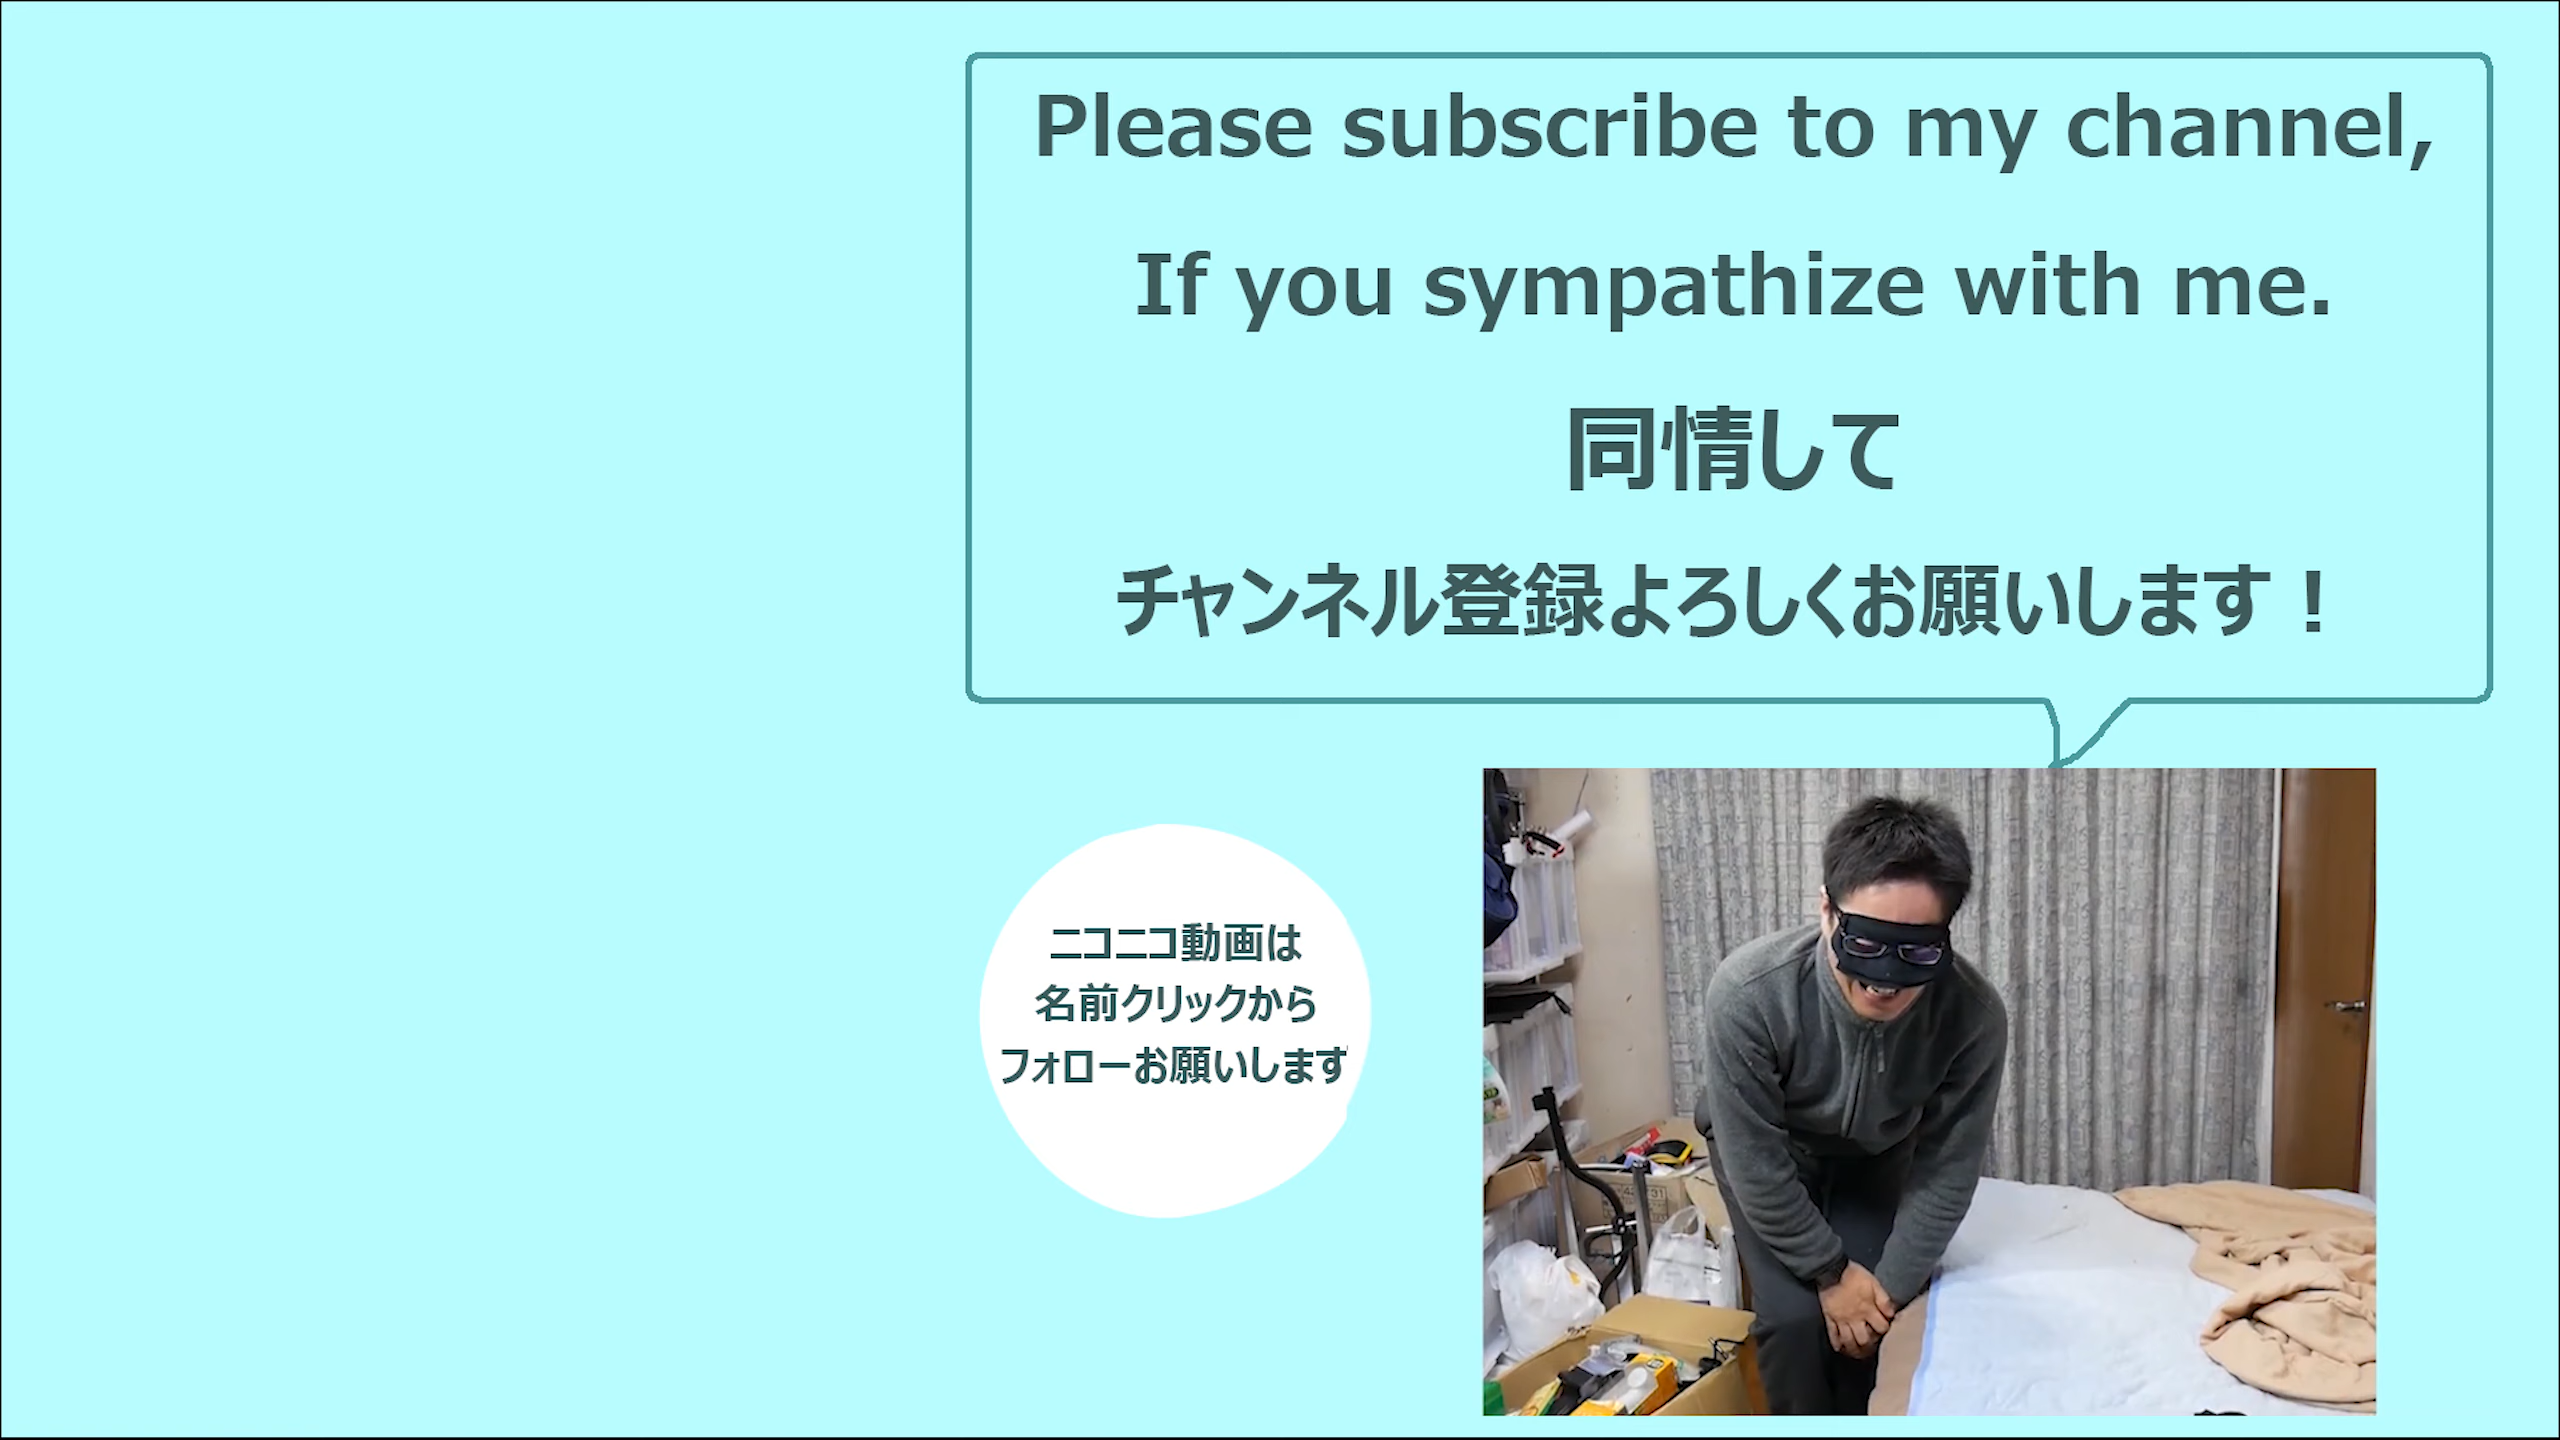 Please subscribe to my channel,
If you sympathize with me.
同情して
チャンネル登録よろしくお願いします！
ニコニコ動画は
名前クリックから
フォローお願いします